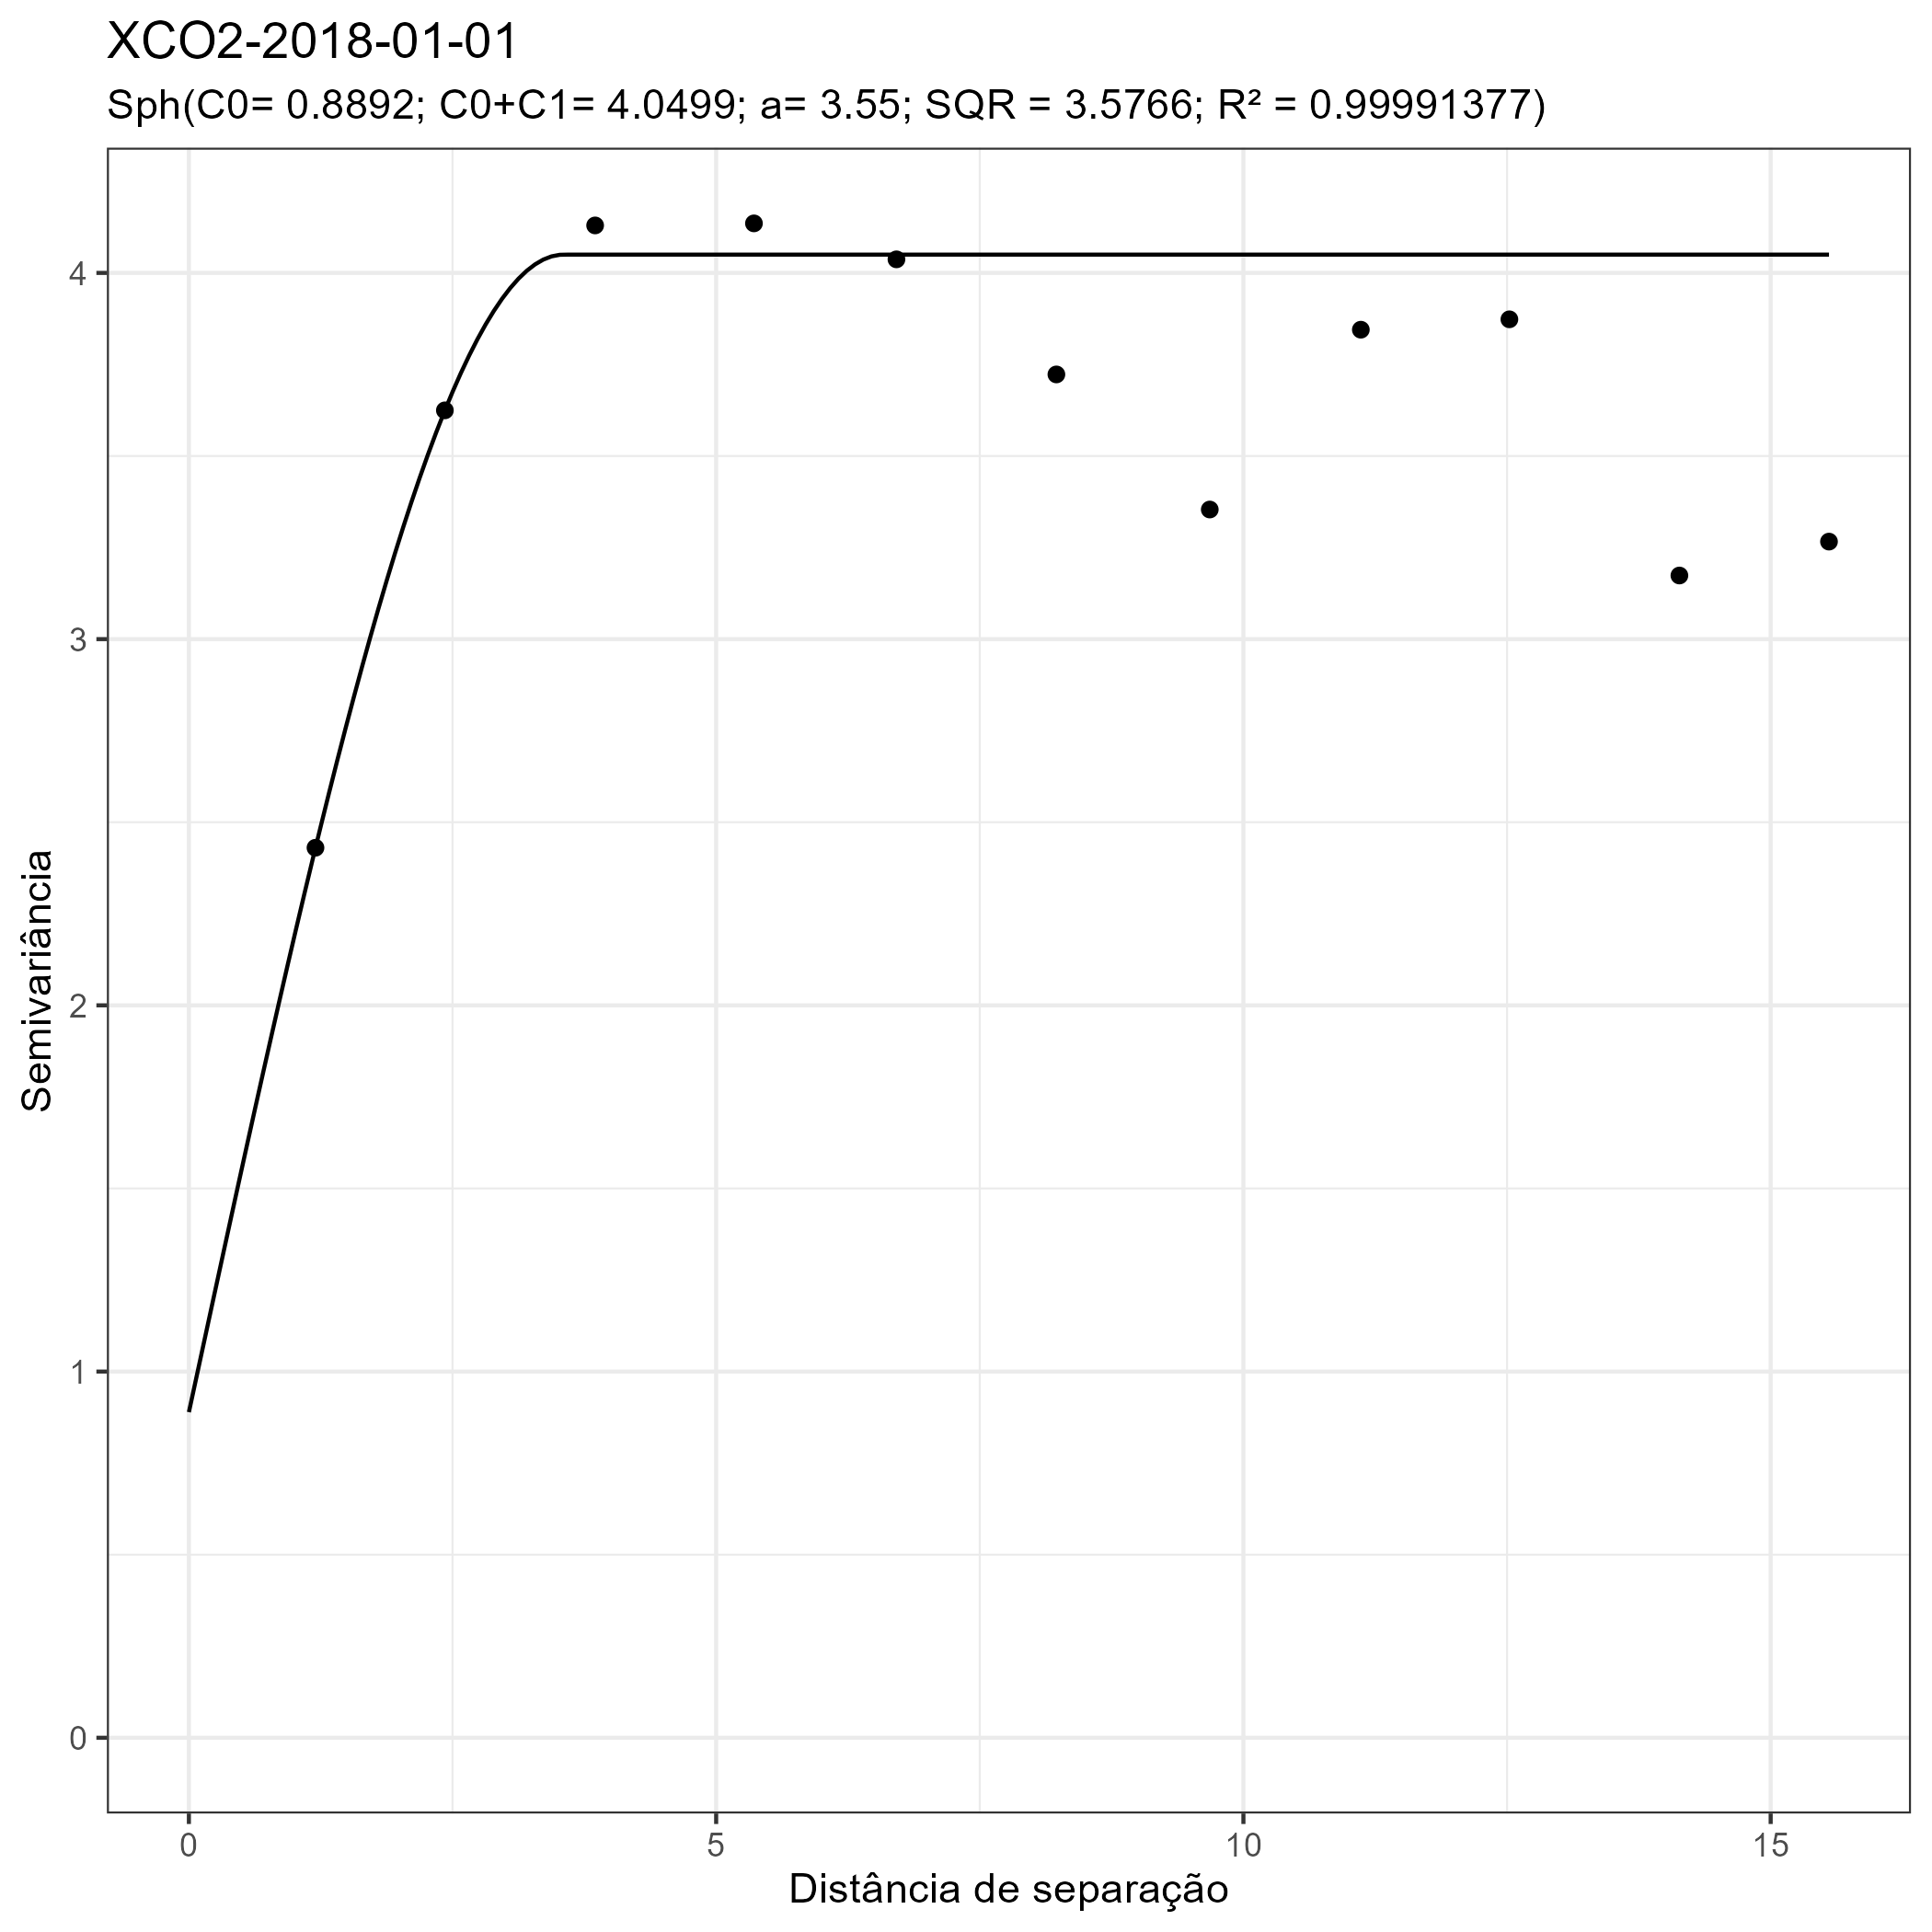 XCO2-2018-01-01
Sph(C0= 0.8892; C0+C1= 4.0499; a= 3.55; SQR = 3.5766; R² = 0.99991377)
4
3
2
1
0
Semivariância
0 5 10 15
Distância de separação